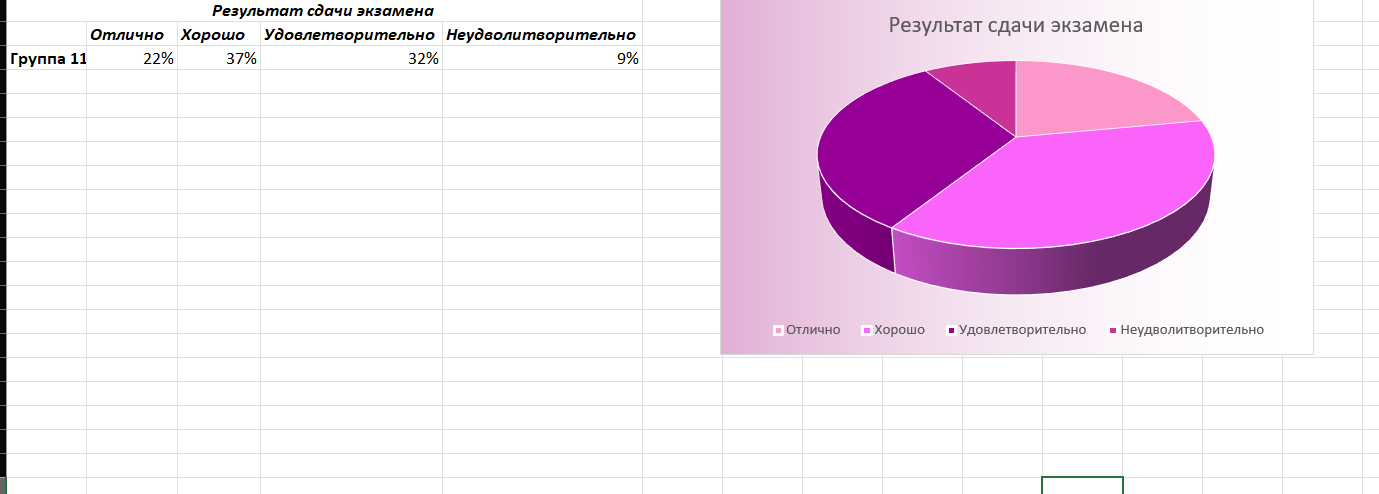 Результат сдачи экзамена
Отлично Хорошо Удовлетворительно Неудволитворительно
Группа 11 22% 37% 32% 9%
Результат сдачи экзамена
Отлично Хорошо Удовлетворительно Неудволитворительно